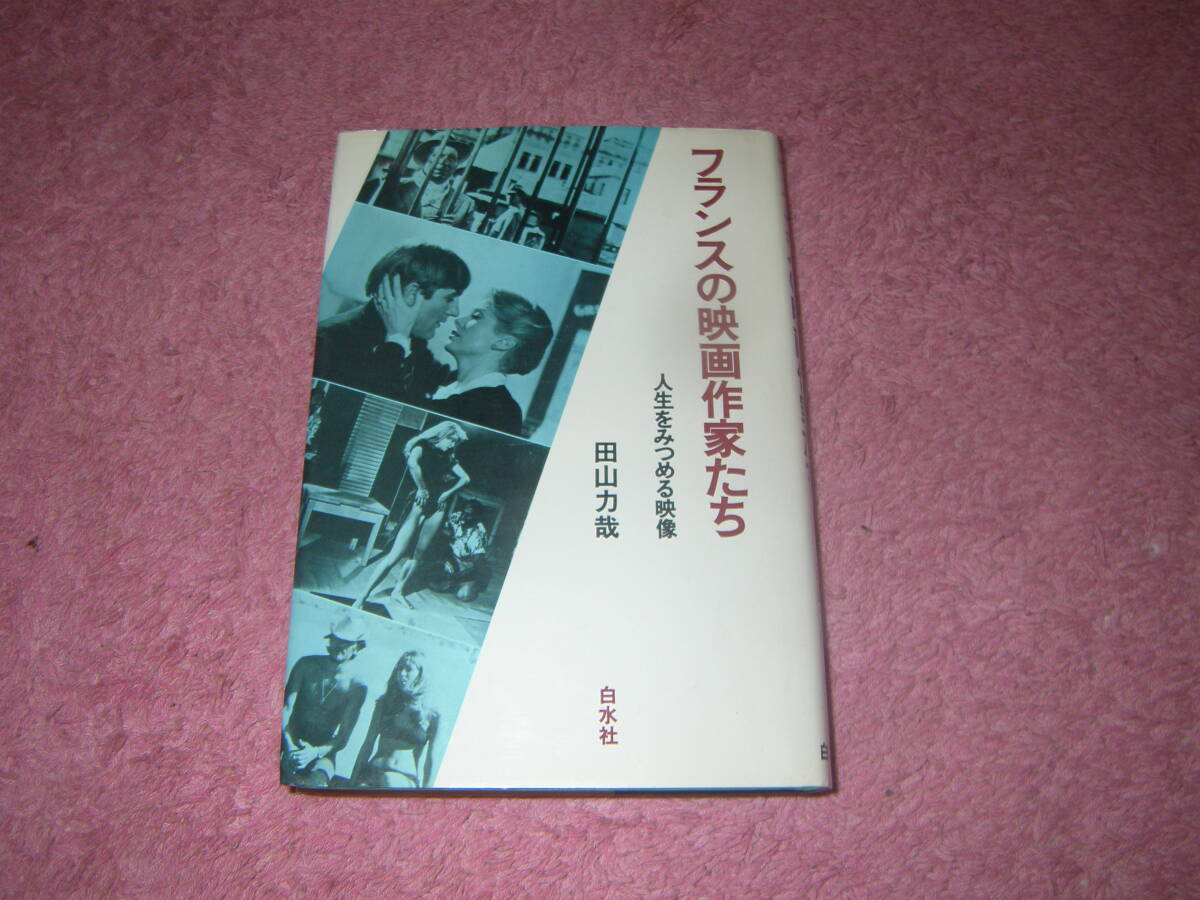 フランスの映画作家たち
人生をみつめる映像
田山力哉
白水社
白